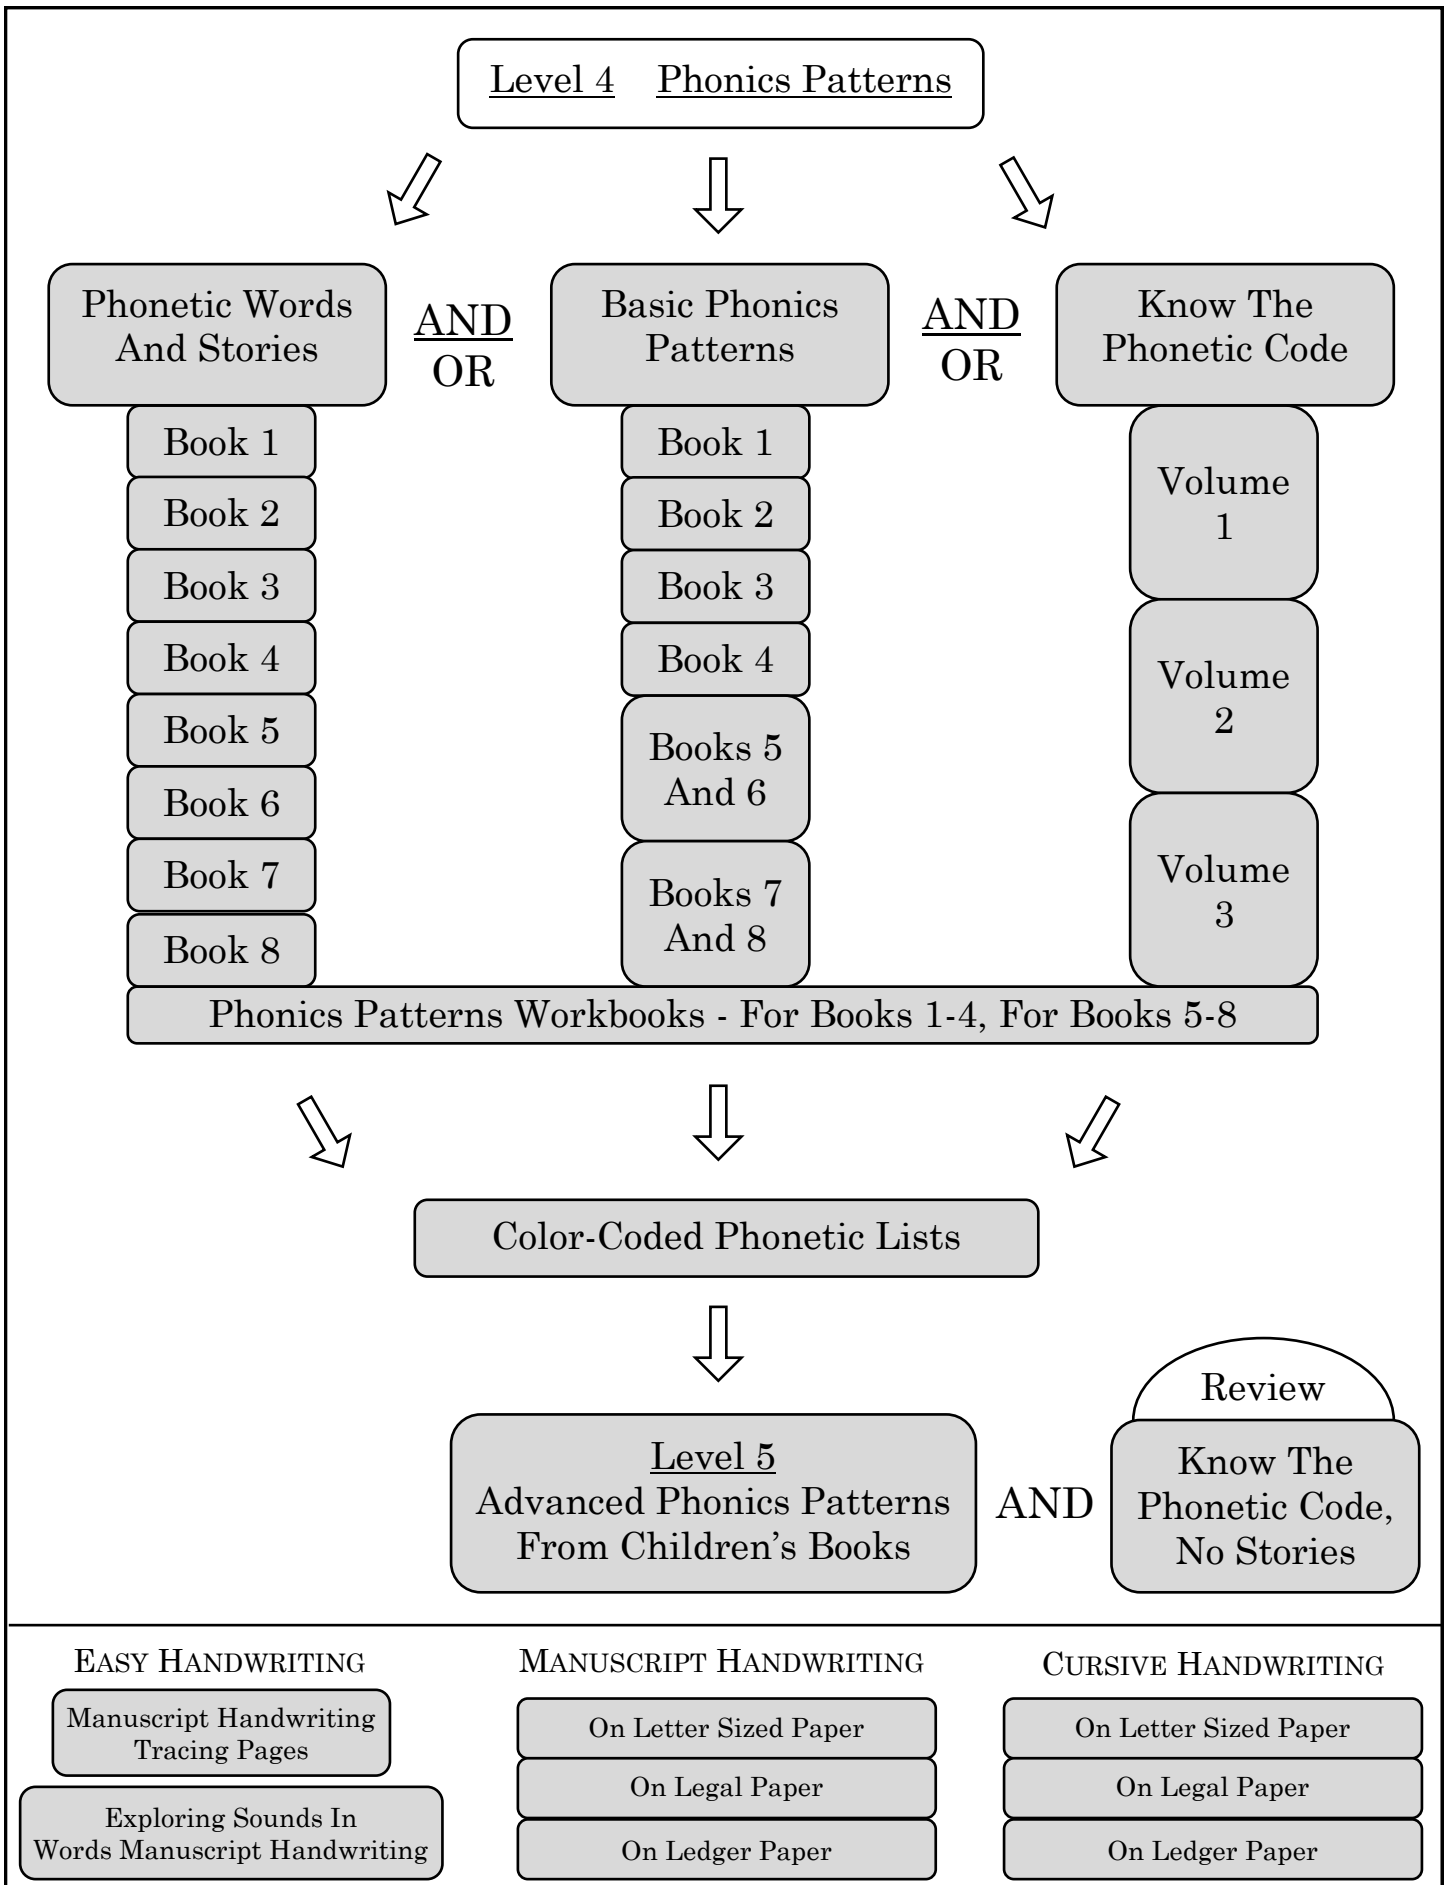 Level 4 Phonics Patterns
Phonetic Words
And Stories
AND
OR
Basic Phonics
Patterns
AND
OR
Know The
Phonetic Code
Book 1
Book 2
Book 3
Book 4
Book 5
Book 6
Book 7
Book 8
Book 1
Book 2
Book 3
Book 4
Books 5
And 6
Books 7
And 8
Volume
1
Volume
2
Volume
3
Phonics Patterns Workbooks - For Books 1-4, For Books 5-8
Color-Coded Phonetic Lists
Level 5
Advanced Phonics Patterns
From Children's Books
AND
Review
Know The
Phonetic Code,
No Stories
EASY HANDWRITING
Manuscript Handwriting
Tracing Pages
Exploring Sounds In
Words Manuscript Handwriting
MANUSCRIPT HANDWRITING
On Letter Sized Paper
On Legal Paper
On Ledger Paper
CURSIVE HANDWRITING
On Letter Sized Paper
On Legal Paper
On Ledger Paper